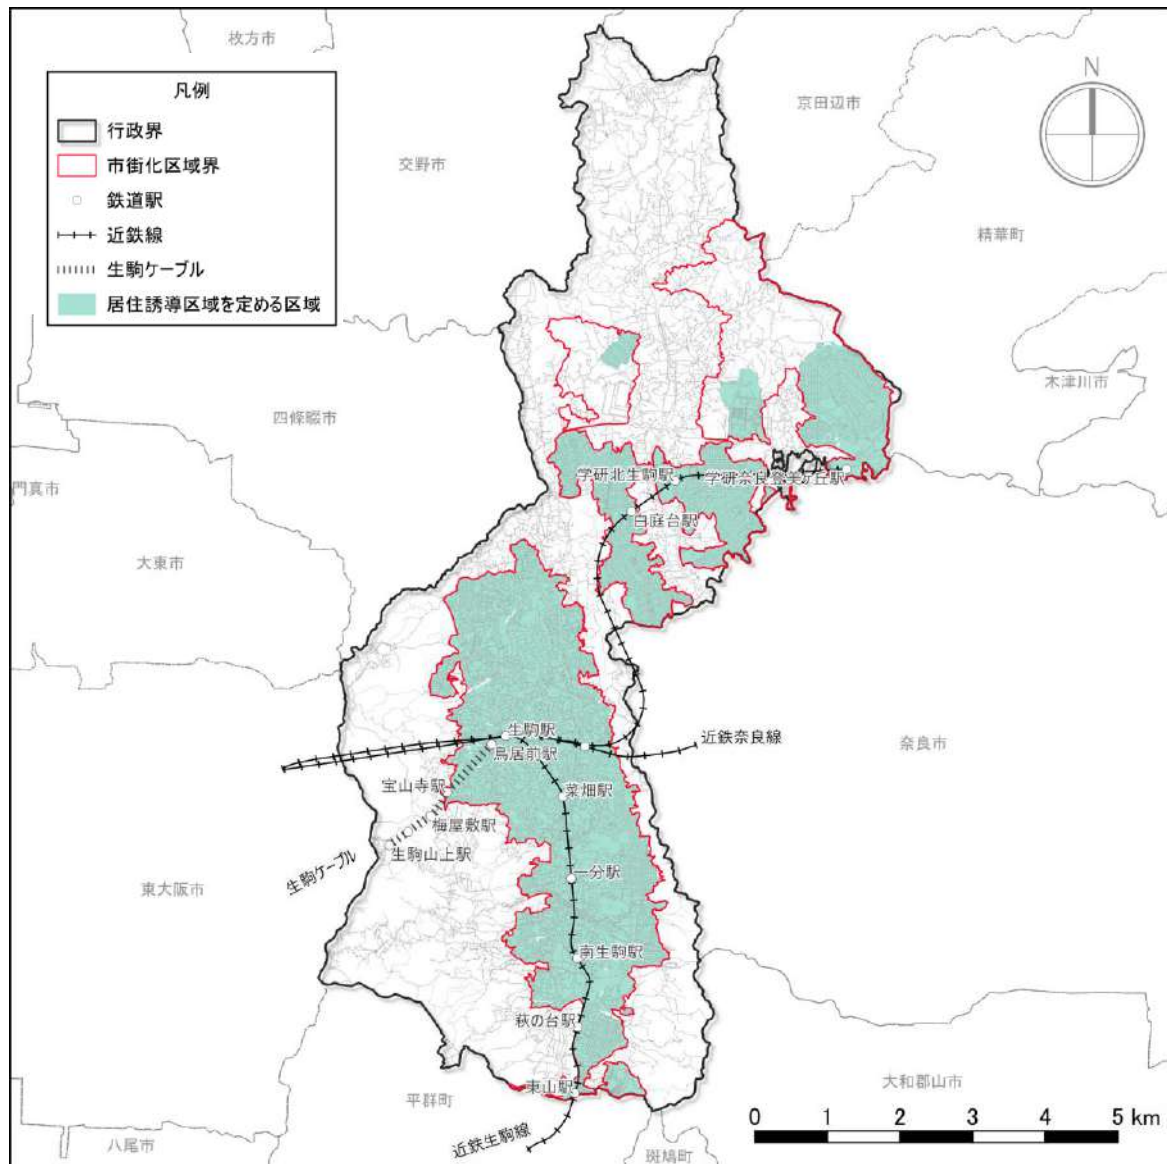 枚方市
凡例
行政界
市街化区域界
鉄道駅
近鉄線
生駒ケーブル
居住誘導区域を定める区域
N
京田辺市
交野市
精華町
木津川市
四條畷市
門真市
学研北生駒駅
学研奈良登美ヶ丘駅
白庭台駅
大東市
生駒駅
近鉄奈良線
奈良市
鳥居前駅
宝山寺駅
菜畑駅
梅屋敷駅
生駒山上駅
生駒ケーブル
東大阪市
一分駅
南生駒駅
萩の台駅
東山駅
大和郡山市
平群町
0 1 2 3 4 5 km
八尾市
近鉄生駒線
斑鳩町